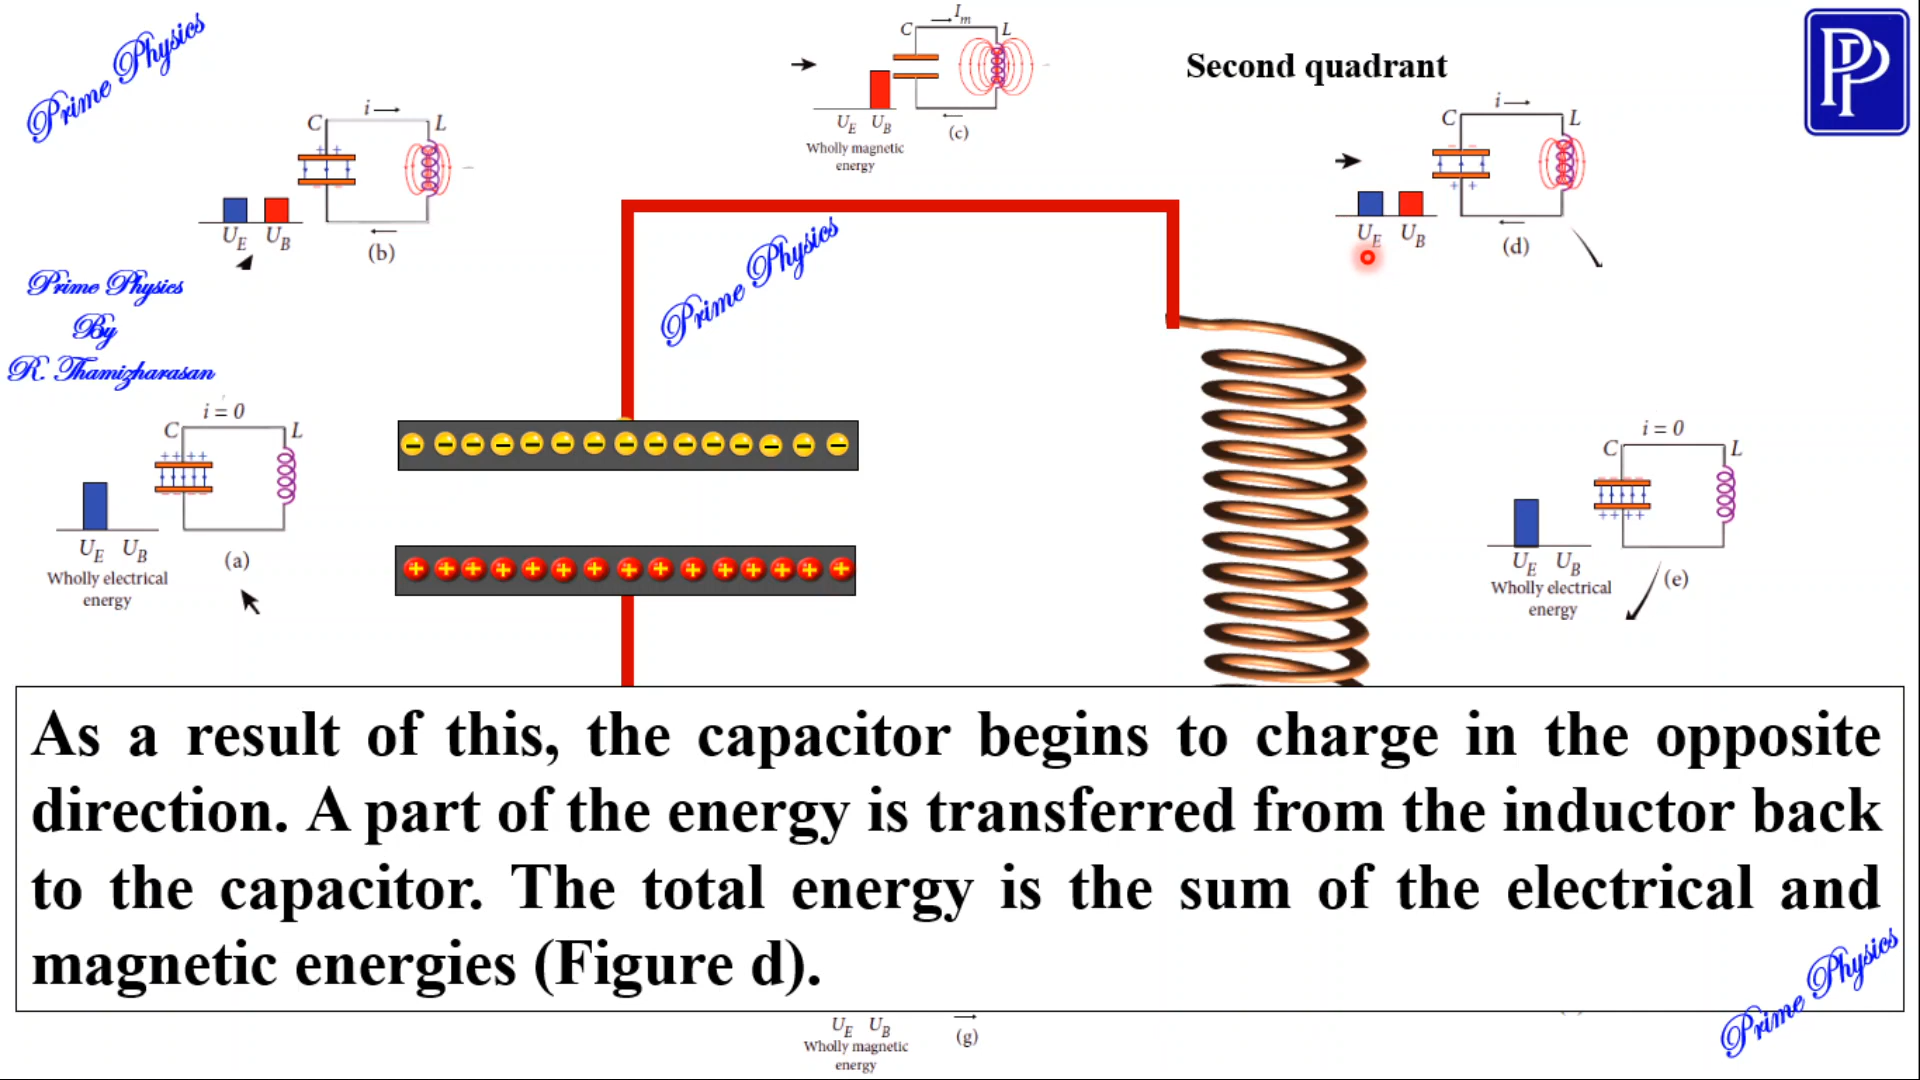 Prime Physics
C I_m L
U_E U_B
(c)
Wholly magnetic
energy
Second quadrant
PP
i
C L
U_E U_B
(b)
i
C L
U_E U_B
(d)
Prime Physics
Prime Physics
By
R. Thamizharasan
i = 0
C L
++++
U_E U_B
(a)
Wholly electrical
energy
− − − − − − − − − − − − − − −
+ + + + + + + + + + + + + + +
i = 0
C L
++++
U_E U_B
(e)
Wholly electrical
energy
As a result of this, the capacitor begins to charge in the opposite
direction. A part of the energy is transferred from the inductor back
to the capacitor. The total energy is the sum of the electrical and
magnetic energies (Figure d).
Prime Physics
U_E U_B
(g)
Wholly magnetic
energy